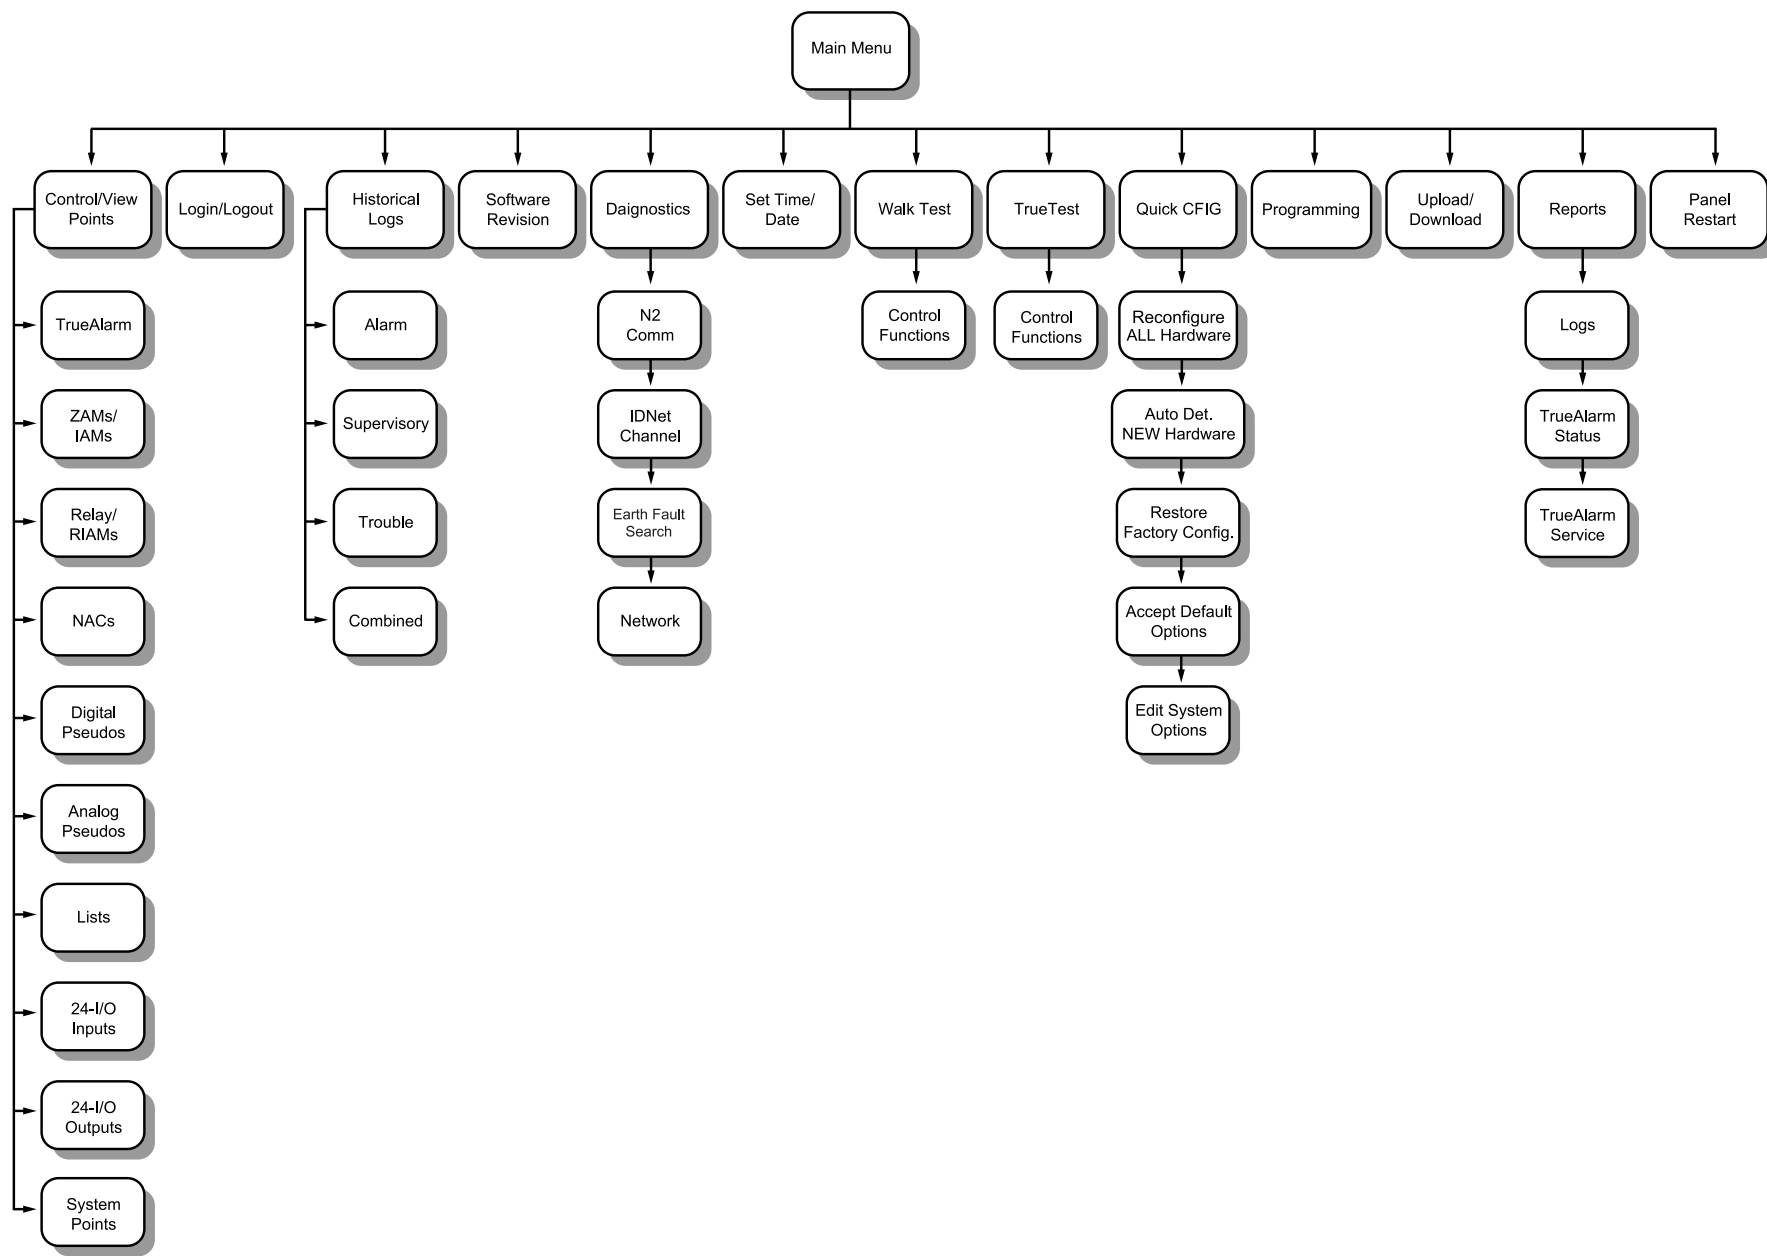 Main Menu
Control/View
Points
Login/Logout
Historical
Logs
Software
Revision
Daignostics
Set Time/
Date
Walk Test
TrueTest
Quick CFIG
Programming
Upload/
Download
Reports
Panel
Restart
TrueAlarm
ZAMs/
IAMs
Relay/
RIAMs
NACs
Digital
Pseudos
Analog
Pseudos
Lists
24-I/O
Inputs
24-I/O
Outputs
System
Points
Alarm
Supervisory
Trouble
Combined
N2
Comm
IDNet
Channel
Earth Fault
Search
Network
Control
Functions
Control
Functions
Reconfigure
ALL Hardware
Auto Det.
NEW Hardware
Restore
Factory Config.
Accept Default
Options
Edit System
Options
Logs
TrueAlarm
Status
TrueAlarm
Service